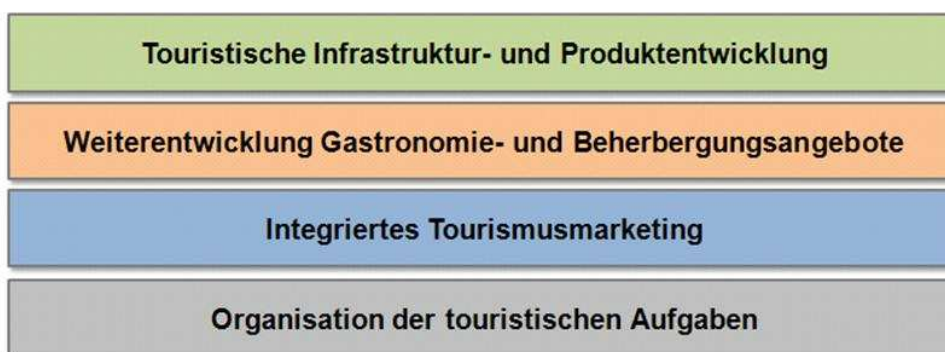 Touristische Infrastruktur- und Produktentwicklung
Weiterentwicklung Gastronomie- und Beherbergungsangebote
Integriertes Tourismusmarketing
Organisation der touristischen Aufgaben